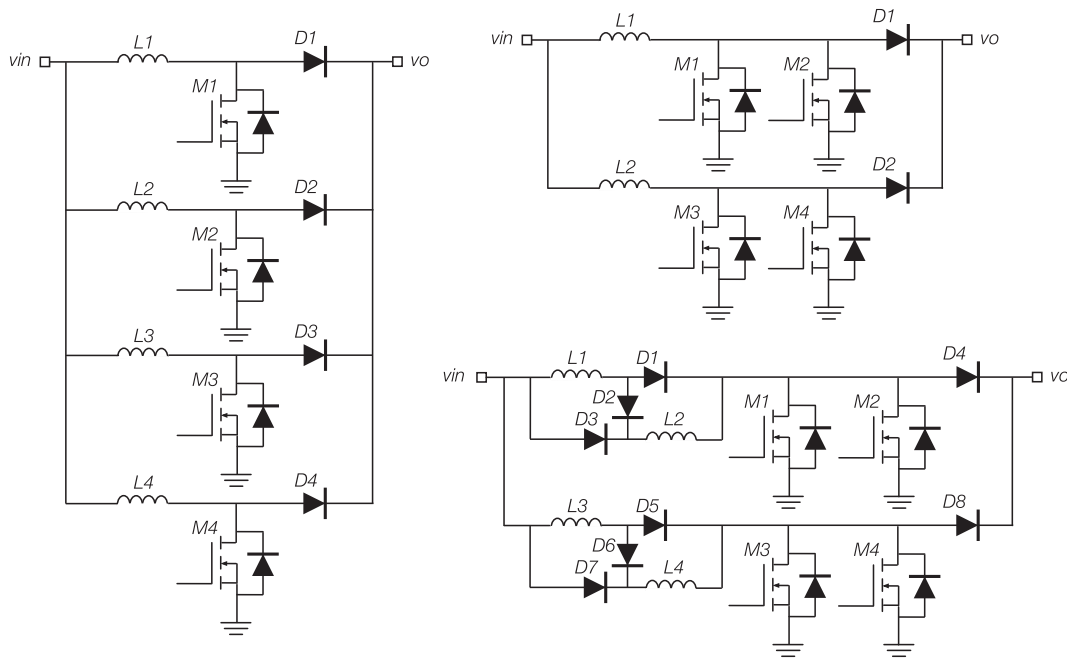 vin L1 D1 vo
M1
L2 D2
M2
L3 D3
M3
L4 D4
M4
vin L1 D1 vo
M1 M2
L2 D2
M3 M4
vin L1 D1 D4 vo
D2 M1 M2
D3 L2
L3 D5 D8
D6 M3 M4
D7 L4